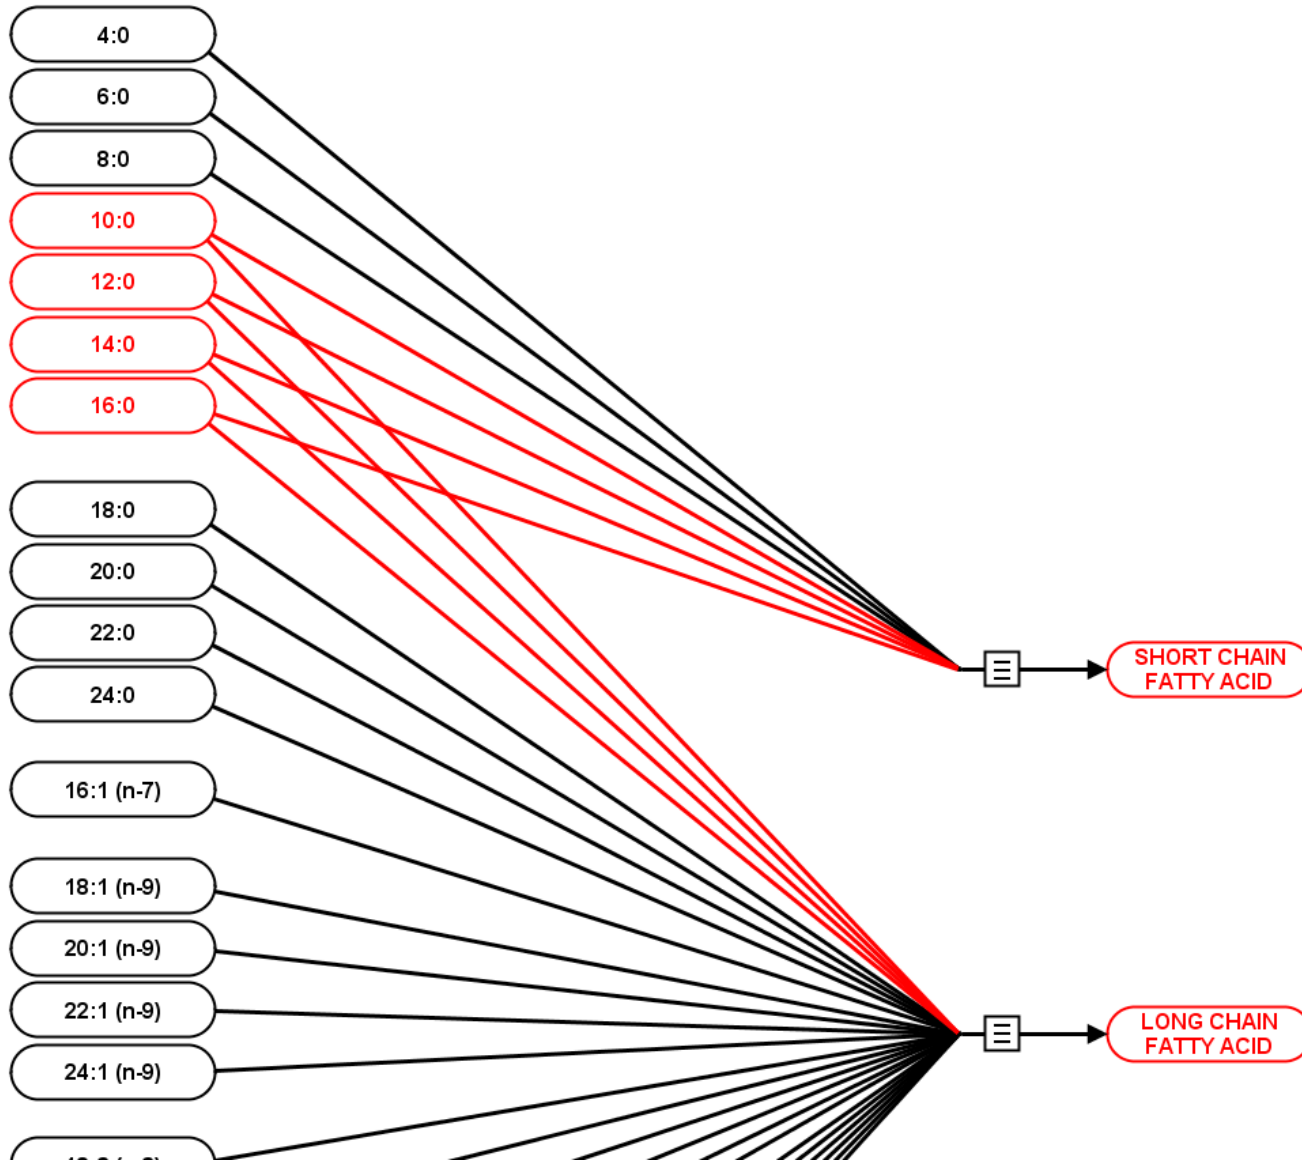 4:0
6:0
8:0
10:0
12:0
14:0
16:0
18:0
20:0
22:0
24:0
16:1 (n-7)
18:1 (n-9)
20:1 (n-9)
22:1 (n-9)
24:1 (n-9)
SHORT CHAIN
FATTY ACID
LONG CHAIN
FATTY ACID